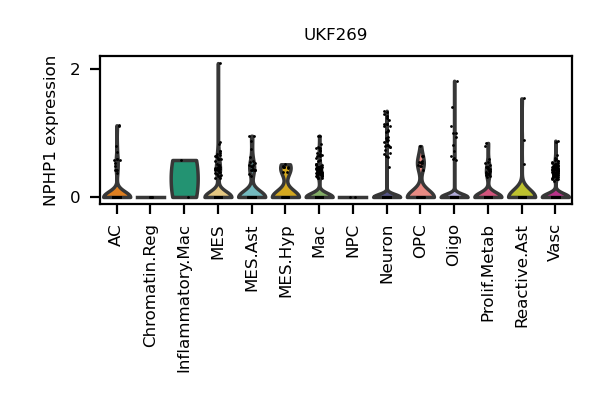 UKF269
NPHP1 expression
2
0
AC
Chromatin.Reg
Inflammatory.Mac
MES
MES.Ast
MES.Hyp
Mac
NPC
Neuron
OPC
Oligo
Prolif.Metab
Reactive.Ast
Vasc